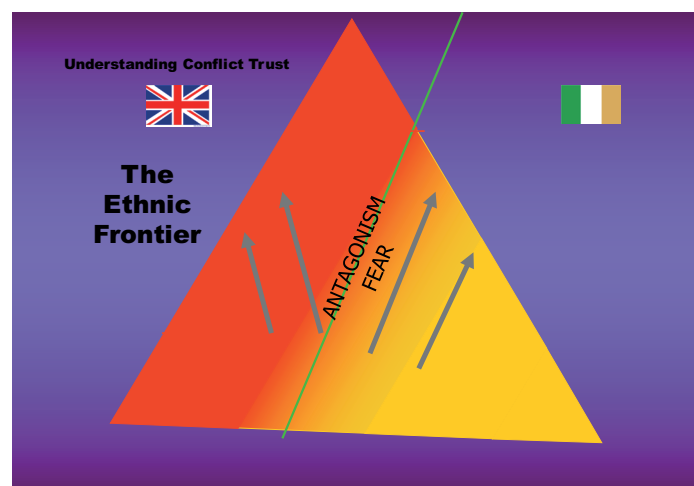 Understanding Conflict Trust
The
Ethnic
Frontier
ANTAGONISM
FEAR